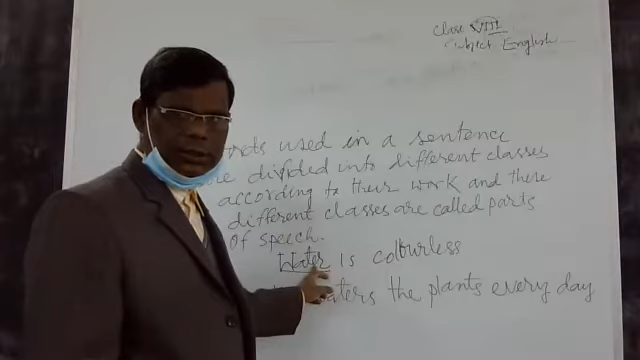 Class VIII
Subject English
used in a sentence
divided into different classes
according to their work and these
different classes are called parts
of speech.
Water is colourless
waters the plants every day